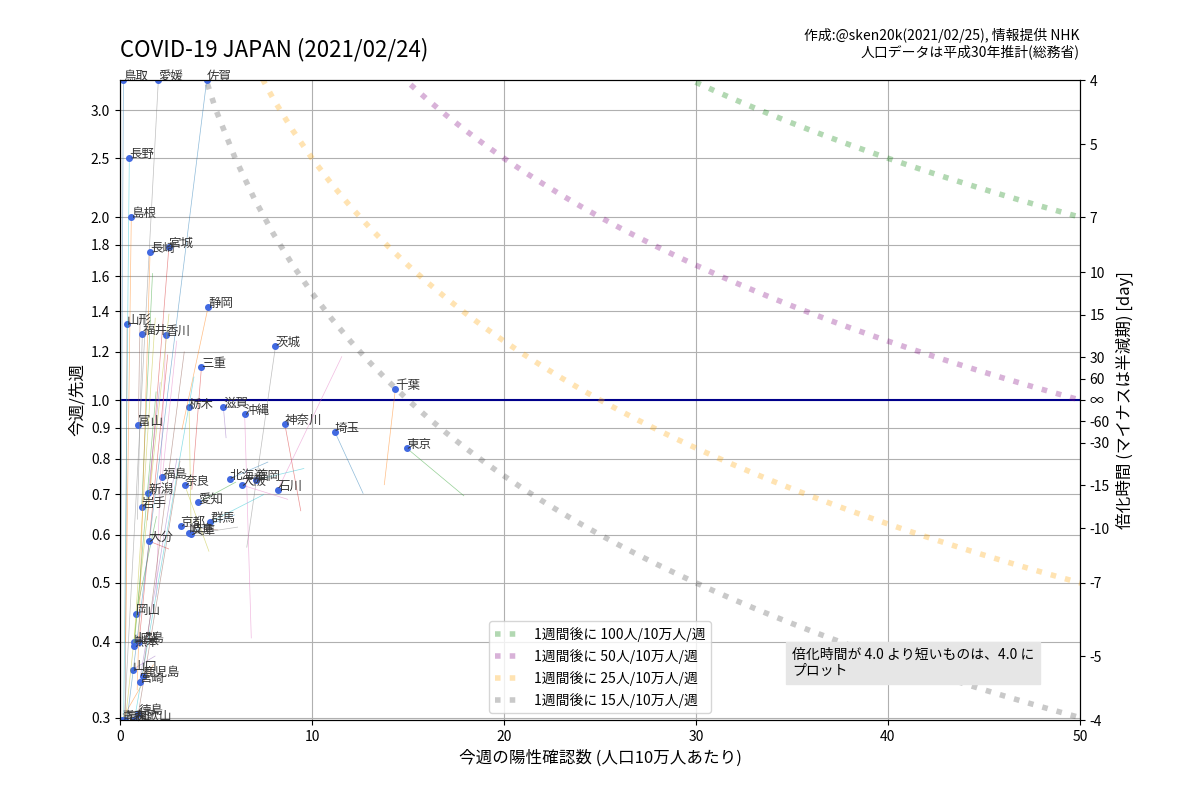 COVID-19 JAPAN (2021/02/24)
作成:@sken20k(2021/02/25), 情報提供 NHK
人口データは平成30年推計(総務省)
鳥取
愛媛
佐賀
長野
島根
宮城
長崎
静岡
山形
福井
香川
茨城
三重
千葉
栃木
滋賀
沖縄
富山
神奈川
埼玉
東京
福島
奈良
北海道
福岡
大阪
石川
新潟
愛知
岩手
群馬
京都
兵庫
大分
岡山
広島
熊本
山口
鹿児島
宮崎
徳島
3.0
2.5
2.0
1.8
1.6
1.4
1.2
1.0
0.9
0.8
0.7
0.6
0.5
0.4
0.3
今週/先週
4
5
7
10
15
30
60
∞
-60
-30
-15
-10
-7
-5
-4
倍化時間 (マイナスは半減期) [day]
1週間後に 100人/10万人/週
1週間後に 50人/10万人/週
1週間後に 25人/10万人/週
1週間後に 15人/10万人/週
倍化時間が 4.0 より短いものは、4.0 に
プロット
0 10 20 30 40 50
今週の陽性確認数 (人口10万人あたり)